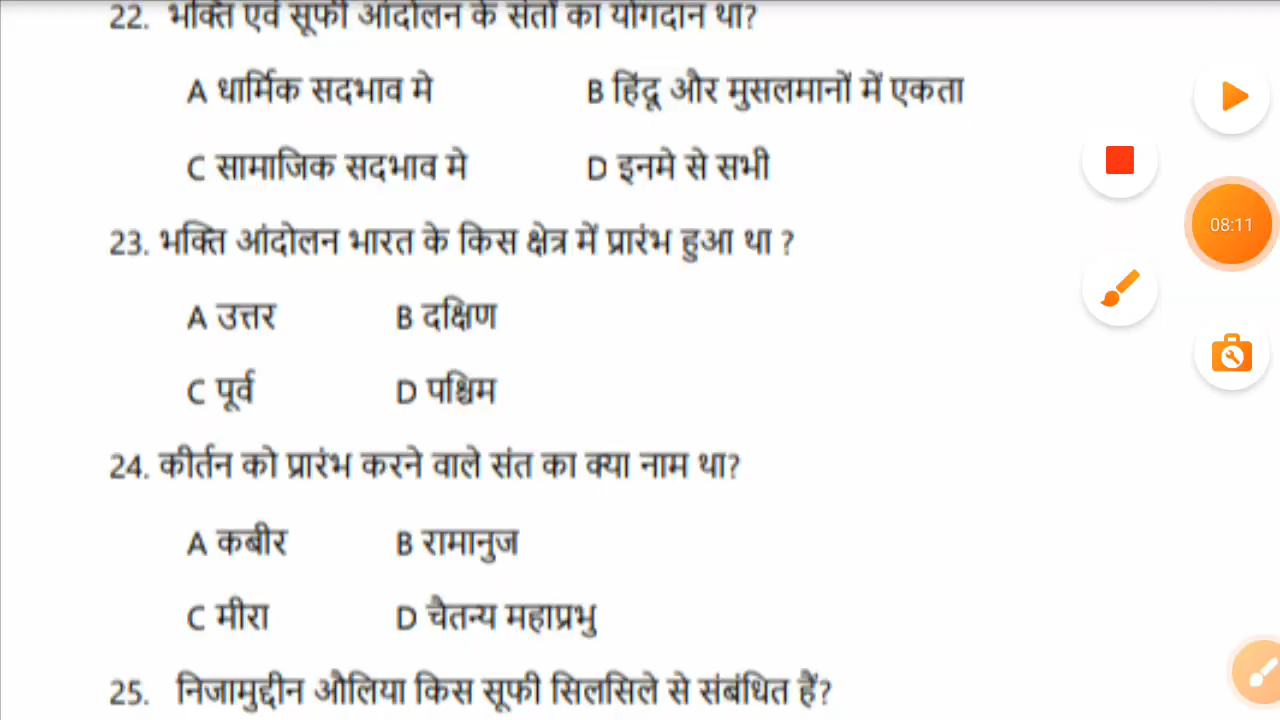 22. भक्ति एवं सूफी आंदोलन के संतों का योगदान था?
A धार्मिक सदभाव मे B हिंदू और मुसलमानों में एकता
C सामाजिक सदभाव मे D इनमे से सभी
23. भक्ति आंदोलन भारत के किस क्षेत्र में प्रारंभ हुआ था ?
A उत्तर B दक्षिण
C पूर्व D पश्चिम
24. कीर्तन को प्रारंभ करने वाले संत का क्या नाम था?
A कबीर B रामानुज
C मीरा D चैतन्य महाप्रभु
25. निजामुद्दीन औलिया किस सूफी सिलसिले से संबंधित हैं?
08:11